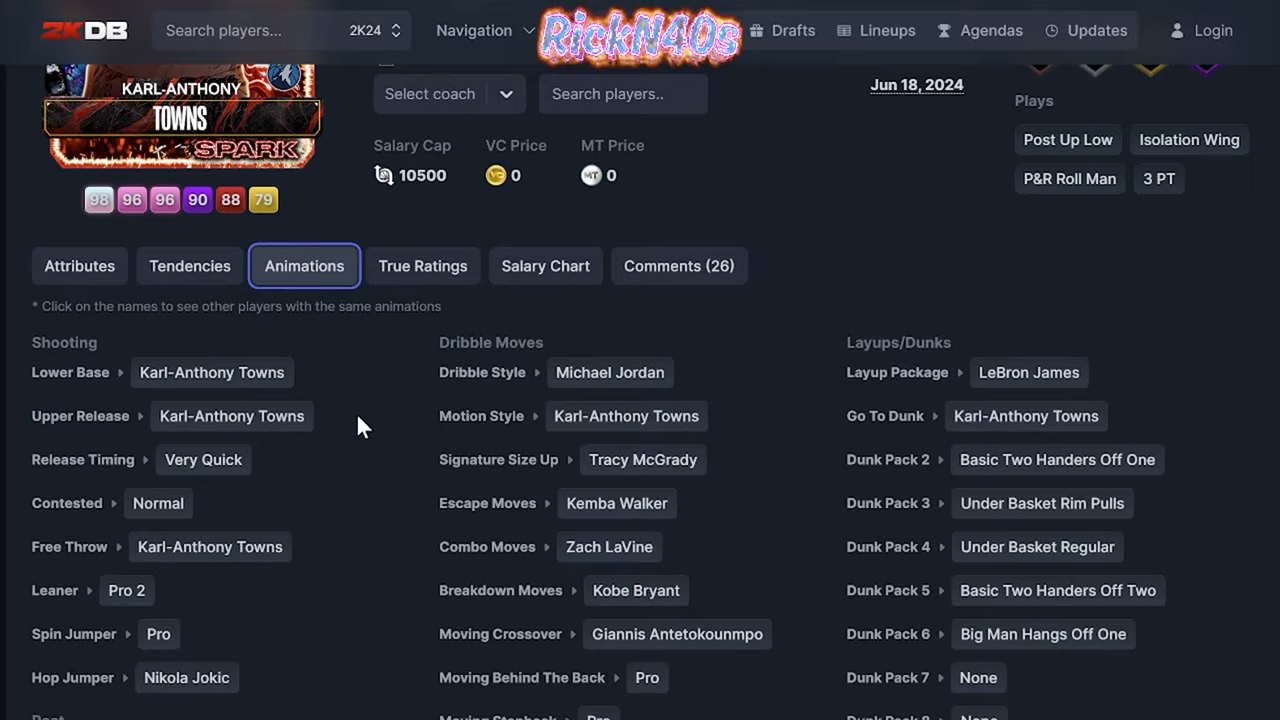 2KDB
Search players...
2K24
Navigation
RickN40s
Drafts
Lineups
Agendas
Updates
Login
KARL-ANTHONY
TOWNS
SPARK
98 96 96 90 88 79
Select coach
Search players..
Salary Cap
VC Price
MT Price
10500
VC 0
MT 0
Jun 18, 2024
Plays
Post Up Low
Isolation Wing
P&R Roll Man
3 PT
Attributes
Tendencies
Animations
True Ratings
Salary Chart
Comments (26)
* Click on the names to see other players with the same animations
Shooting
Lower Base Karl-Anthony Towns
Upper Release Karl-Anthony Towns
Release Timing Very Quick
Contested Normal
Free Throw Karl-Anthony Towns
Leaner Pro 2
Spin Jumper Pro
Hop Jumper Nikola Jokic
Dribble Moves
Dribble Style Michael Jordan
Motion Style Karl-Anthony Towns
Signature Size Up Tracy McGrady
Escape Moves Kemba Walker
Combo Moves Zach LaVine
Breakdown Moves Kobe Bryant
Moving Crossover Giannis Antetokounmpo
Moving Behind The Back Pro
Moving Stepback Pro
Layups/Dunks
Layup Package LeBron James
Go To Dunk Karl-Anthony Towns
Dunk Pack 2 Basic Two Handers Off One
Dunk Pack 3 Under Basket Rim Pulls
Dunk Pack 4 Under Basket Regular
Dunk Pack 5 Basic Two Handers Off Two
Dunk Pack 6 Big Man Hangs Off One
Dunk Pack 7 None
Dunk Pack 8 None